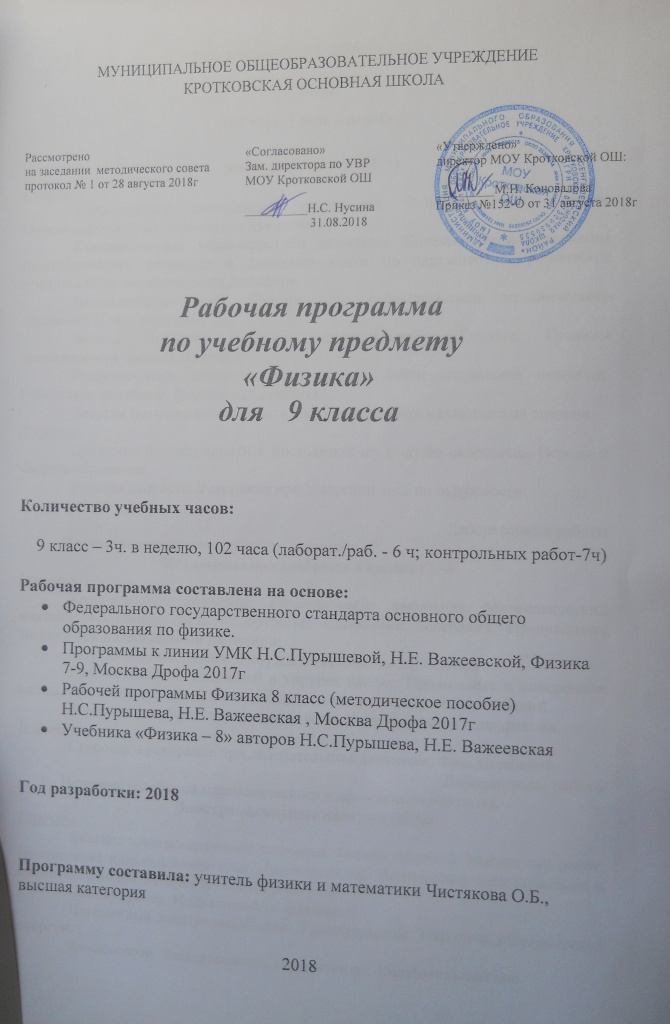 МУНИЦИПАЛЬНОЕ ОБЩЕОБРАЗОВАТЕЛЬНОЕ УЧРЕЖДЕНИЕ
КРОТКОВСКАЯ ОСНОВНАЯ ШКОЛА
Рассмотрено
на заседании методического совета
протокол № 1 от 28 августа 2018г
«Согласовано»
Зам. директора по УВР
МОУ Кротковской ОШ
Н.С. Нусина
31.08.2018
«Утверждено»
директор МОУ Кротковской ОШ:
М.Н. Коновалова
Приказ №152-О от 31 августа 2018г
МОУ
Рабочая программа
по учебному предмету
«Физика»
для 9 класса
Количество учебных часов:
9 класс – 3ч. в неделю, 102 часа (лаборат./раб. - 6 ч; контрольных работ-7ч)
Рабочая программа составлена на основе:
• Федерального государственного стандарта основного общего
образования по физике.
• Программы к линии УМК Н.С.Пурышевой, Н.Е. Важеевской, Физика
7-9, Москва Дрофа 2017г
• Рабочей программы Физика 8 класс (методическое пособие)
Н.С.Пурышева, Н.Е. Важеевская , Москва Дрофа 2017г
• Учебника «Физика – 8» авторов Н.С.Пурышева, Н.Е. Важеевская
Год разработки: 2018
Программу составила: учитель физики и математики Чистякова О.Б.,
высшая категория
2018